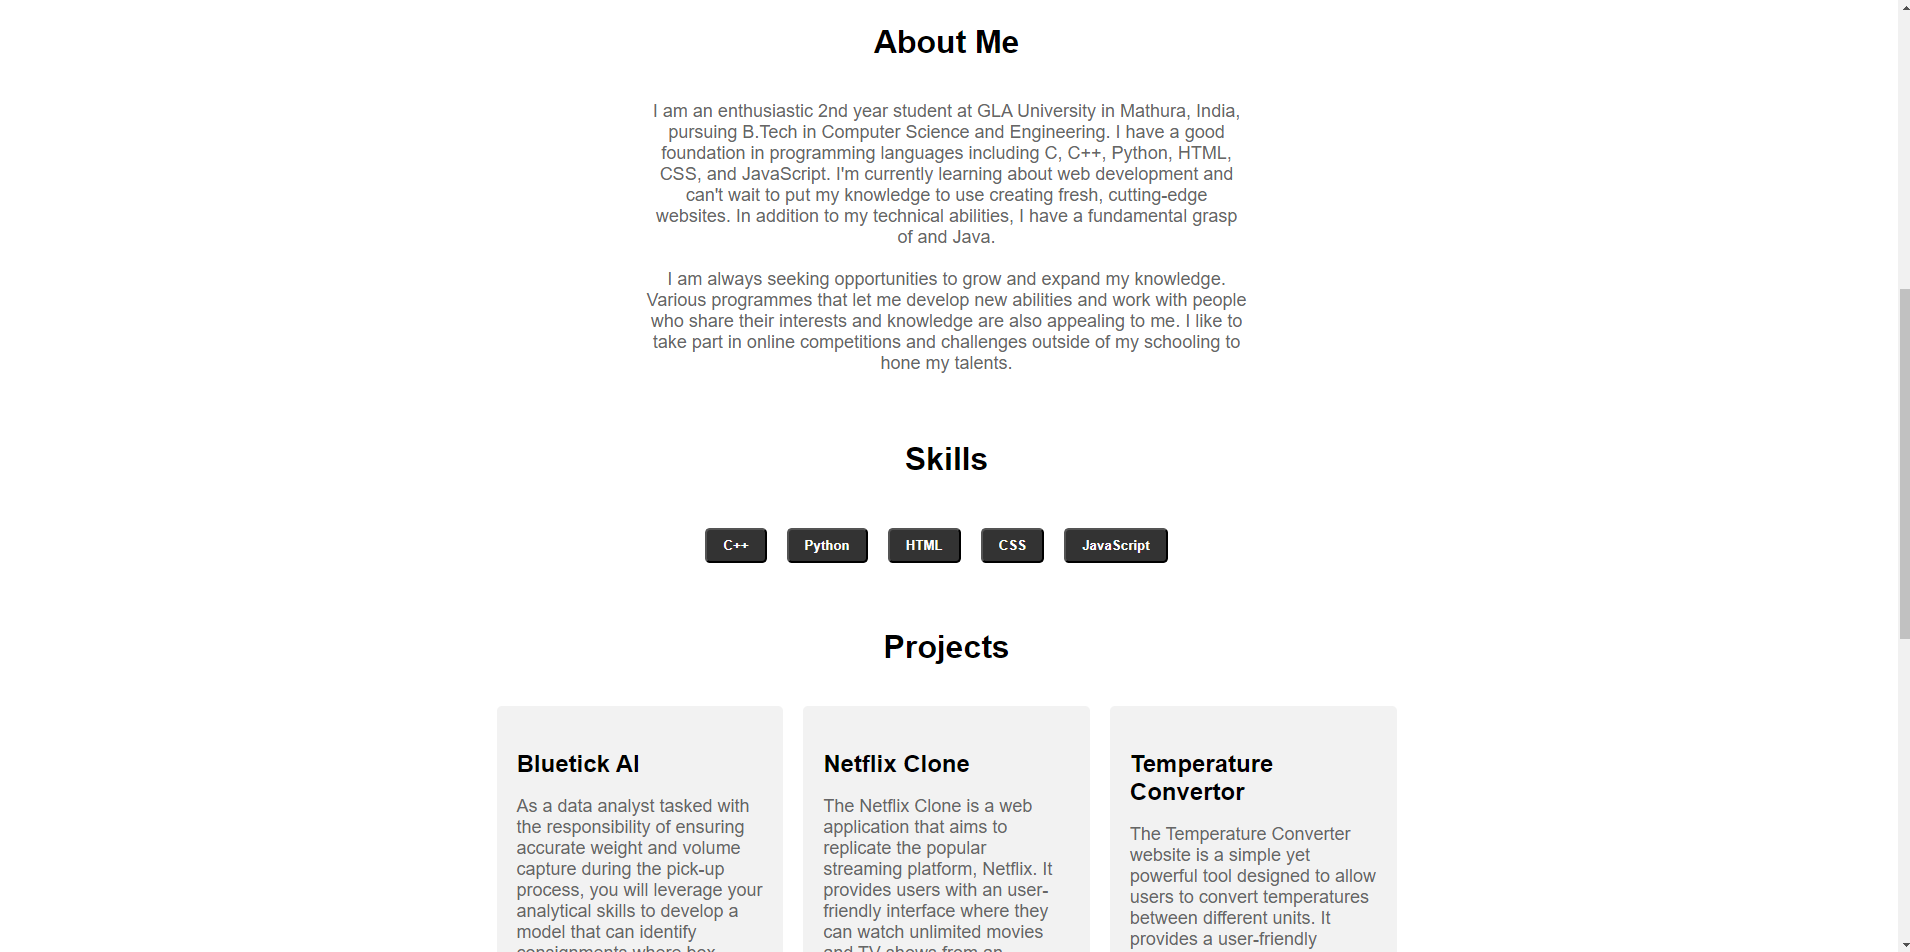 About Me
I am an enthusiastic 2nd year student at GLA University in Mathura, India,
pursuing B.Tech in Computer Science and Engineering. I have a good
foundation in programming languages including C, C++, Python, HTML,
CSS, and JavaScript. I'm currently learning about web development and
can't wait to put my knowledge to use creating fresh, cutting-edge
websites. In addition to my technical abilities, I have a fundamental grasp
of and Java.
I am always seeking opportunities to grow and expand my knowledge.
Various programmes that let me develop new abilities and work with people
who share their interests and knowledge are also appealing to me. I like to
take part in online competitions and challenges outside of my schooling to
hone my talents.
Skills
C++ Python HTML CSS JavaScript
Projects
Bluetick AI
As a data analyst tasked with
the responsibility of ensuring
accurate weight and volume
capture during the pick-up
process, you will leverage your
analytical skills to develop a
model that can identify
consignments where box
Netflix Clone
The Netflix Clone is a web
application that aims to
replicate the popular
streaming platform, Netflix. It
provides users with an user-
friendly interface where they
can watch unlimited movies
and TV shows from an
Temperature
Convertor
The Temperature Converter
website is a simple yet
powerful tool designed to allow
users to convert temperatures
between different units. It
provides a user-friendly